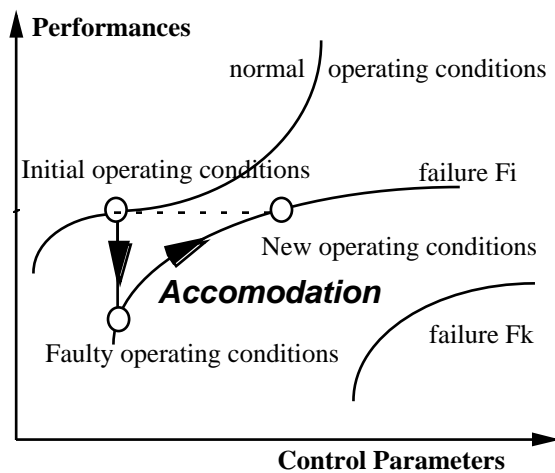 Performances
normal operating conditions
Initial operating conditions
failure Fi
New operating conditions
Accomodation
failure Fk
Faulty operating conditions
Control Parameters